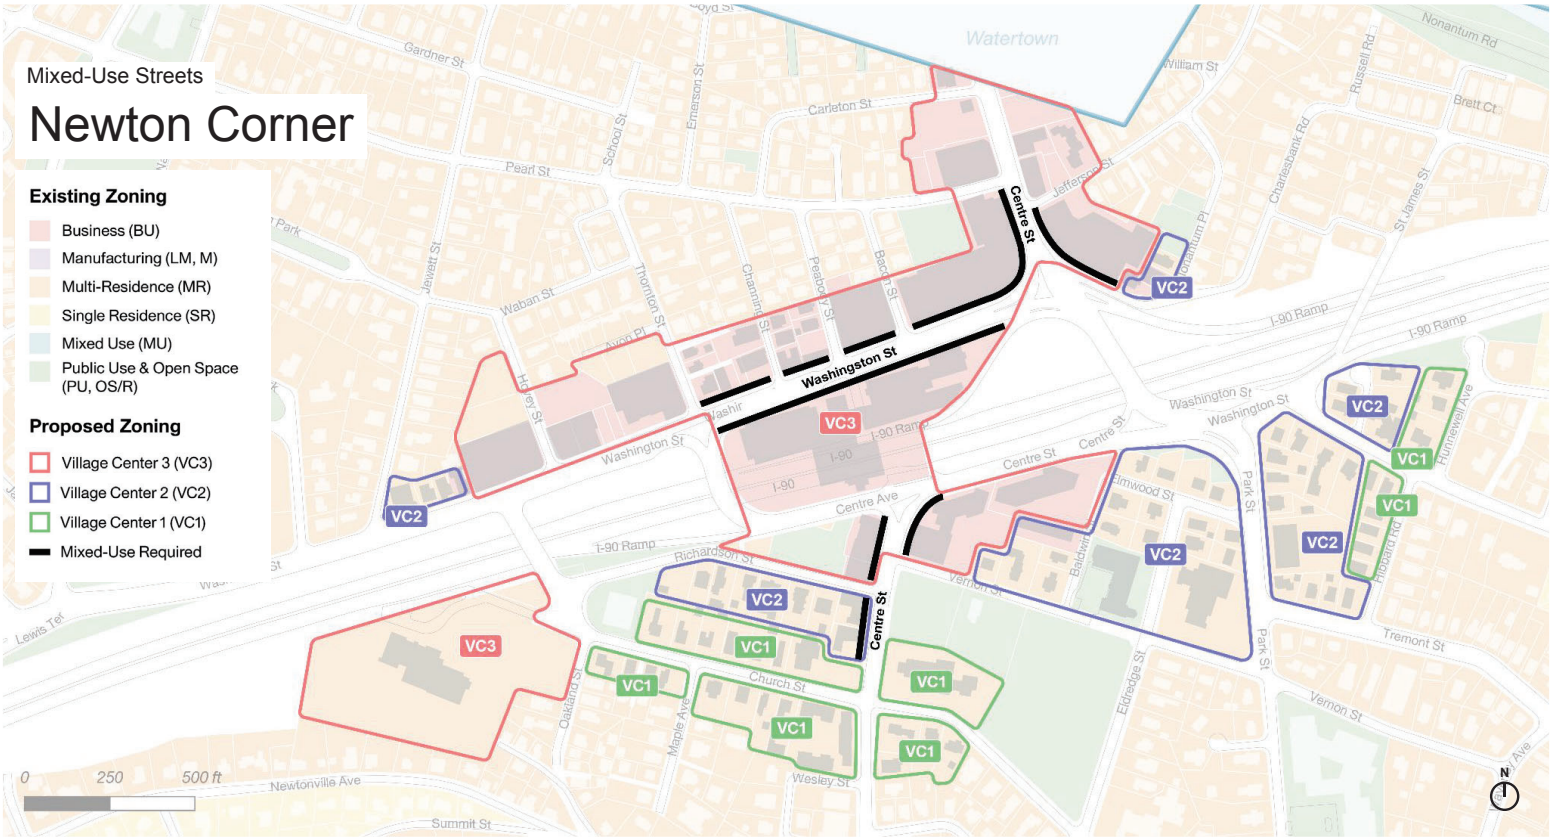 Mixed-Use Streets
Newton Corner
Existing Zoning
Business (BU)
Manufacturing (LM, M)
Multi-Residence (MR)
Single Residence (SR)
Mixed Use (MU)
Public Use & Open Space
(PU, OS/R)
Proposed Zoning
Village Center 3 (VC3)
Village Center 2 (VC2)
Village Center 1 (VC1)
Mixed-Use Required
0 250 500 ft
N
Watertown
Gardner St
Emerson St
School St
Carleton St
William St
Russell Rd
Nonantum Rd
Brett Ct
Charlesbank Rd
St James St
Pearl St
Park
Jewett St
Waban St
Thornton St
Channing St
Peabody St
Bacon St
Avon Pl
Hovey St
Centre St
Jefferson St
Nonantum Pl
VC2
Washingston St
Washington St
I-90 Ramp
I-90 Ramp
VC3
I-90 Ramp
I-90
I-90
Centre Ave
Centre St
Centre St
Washington St
Washington St
VC2
VC1
Hunnewell Ave
VC1
VC2
Hibbard Rd
Park St
Elmwood St
VC2
Baldwin
VC2
I-90 Ramp
Richardson St
VC2
VC1
Centre St
Vernon St
Lewis Ter
VC3
Oakland St
VC1
Maple Ave
Church St
VC1
VC1
VC1
Wesley St
Eldredge St
Park St
Tremont St
Vernon St
Newtonville Ave
Summit St